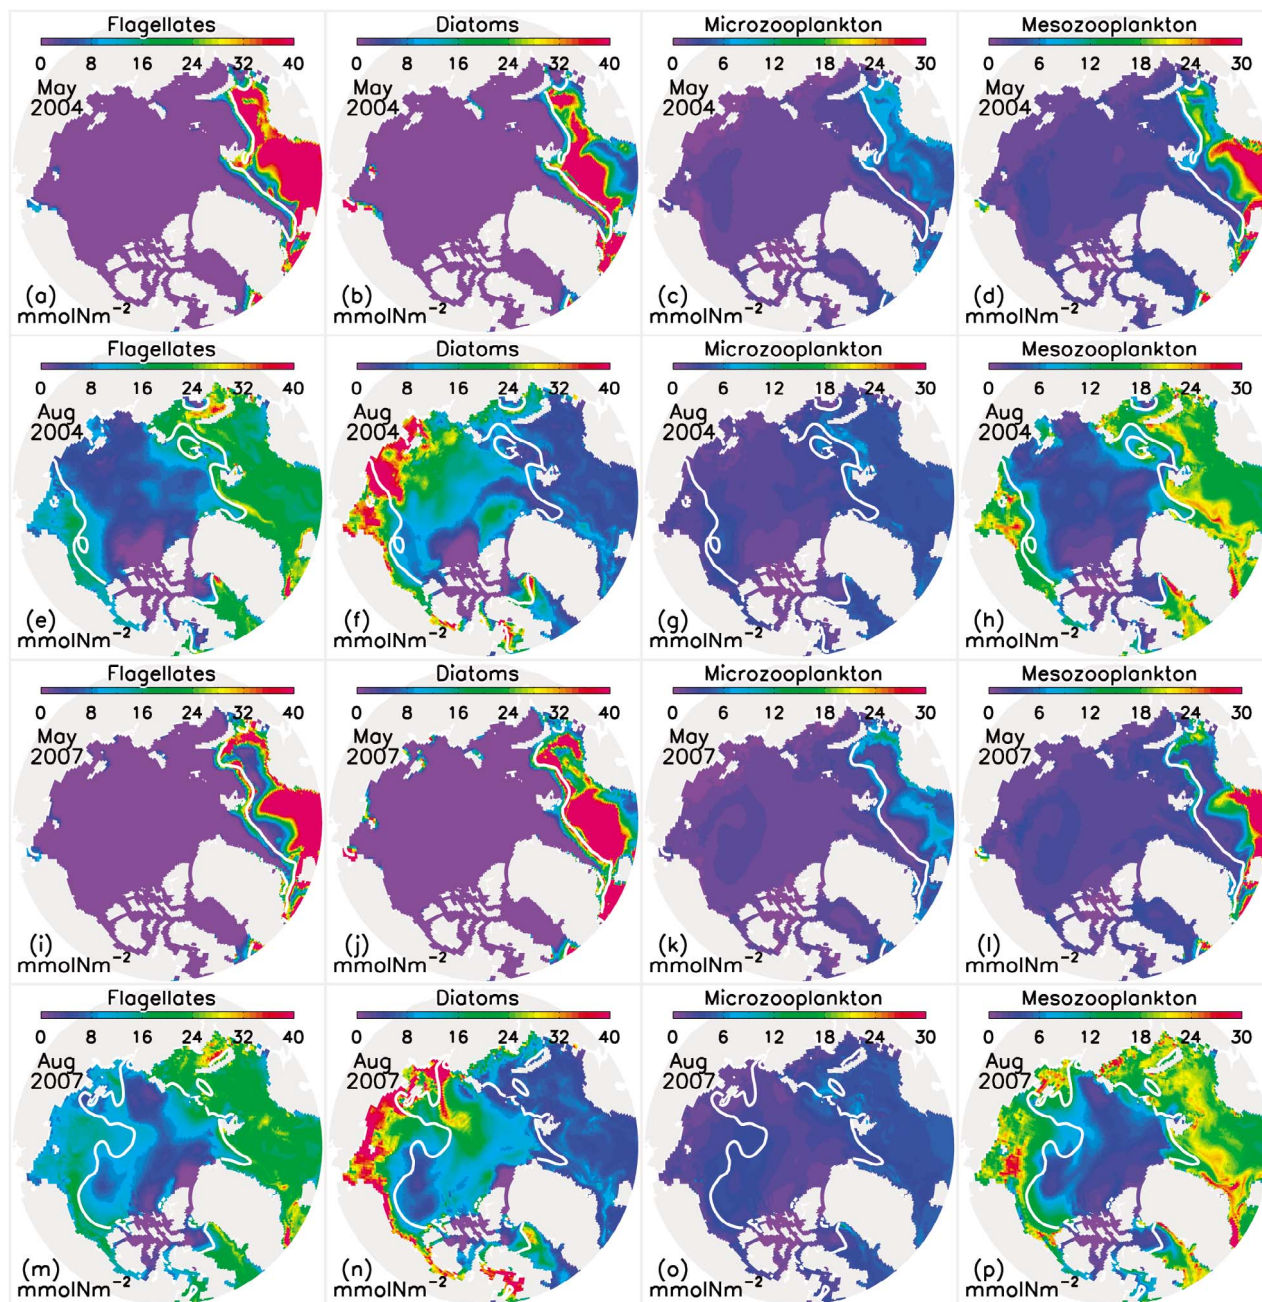 Flagellates Diatoms Microzooplankton Mesozooplankton
0 8 16 24 32 40 0 8 16 24 32 40 0 6 12 18 24 30 0 6 12 18 24 30
May May May May
2004 2004 2004 2004
(a) (b) (c) (d)
mmolNm⁻² mmolNm⁻² mmolNm⁻² mmolNm⁻²
Flagellates Diatoms Microzooplankton Mesozooplankton
0 8 16 24 32 40 0 8 16 24 32 40 0 6 12 18 24 30 0 6 12 18 24 30
Aug Aug Aug Aug
2004 2004 2004 2004
(e) (f) (g) (h)
mmolNm⁻² mmolNm⁻² mmolNm⁻² mmolNm⁻²
Flagellates Diatoms Microzooplankton Mesozooplankton
0 8 16 24 32 40 0 8 16 24 32 40 0 6 12 18 24 30 0 6 12 18 24 30
May May May May
2007 2007 2007 2007
(i) (j) (k) (l)
mmolNm⁻² mmolNm⁻² mmolNm⁻² mmolNm⁻²
Flagellates Diatoms Microzooplankton Mesozooplankton
0 8 16 24 32 40 0 8 16 24 32 40 0 6 12 18 24 30 0 6 12 18 24 30
Aug Aug Aug Aug
2007 2007 2007 2007
(m) (n) (o) (p)
mmolNm⁻² mmolNm⁻² mmolNm⁻² mmolNm⁻²